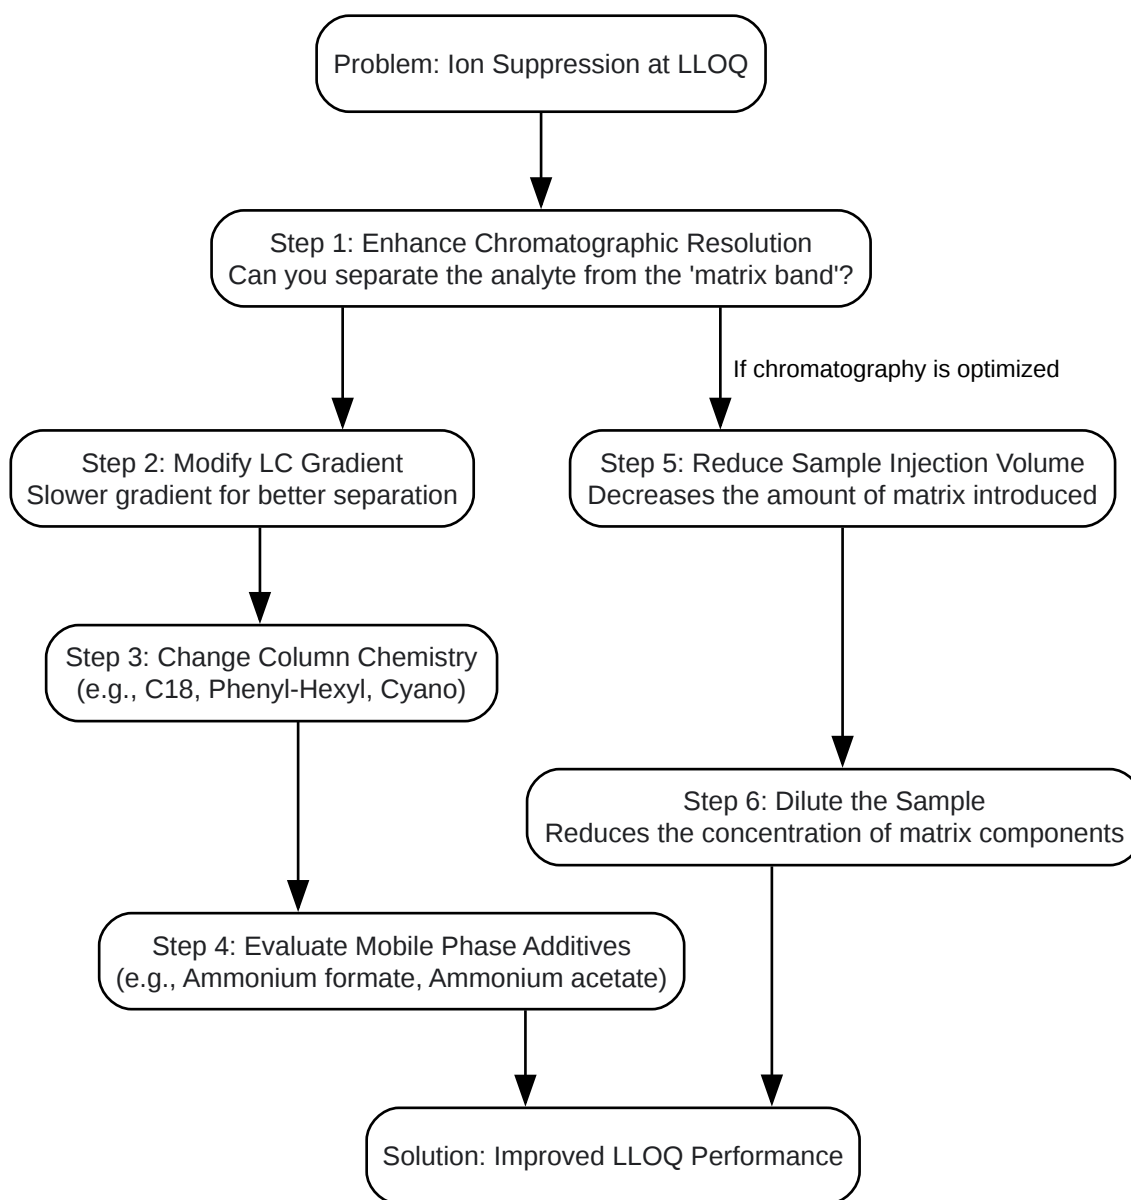 Problem: Ion Suppression at LLOQ
Step 1: Enhance Chromatographic Resolution
Can you separate the analyte from the 'matrix band'?
If chromatography is optimized
Step 2: Modify LC Gradient
Slower gradient for better separation
Step 5: Reduce Sample Injection Volume
Decreases the amount of matrix introduced
Step 3: Change Column Chemistry
(e.g., C18, Phenyl-Hexyl, Cyano)
Step 6: Dilute the Sample
Reduces the concentration of matrix components
Step 4: Evaluate Mobile Phase Additives
(e.g., Ammonium formate, Ammonium acetate)
Solution: Improved LLOQ Performance